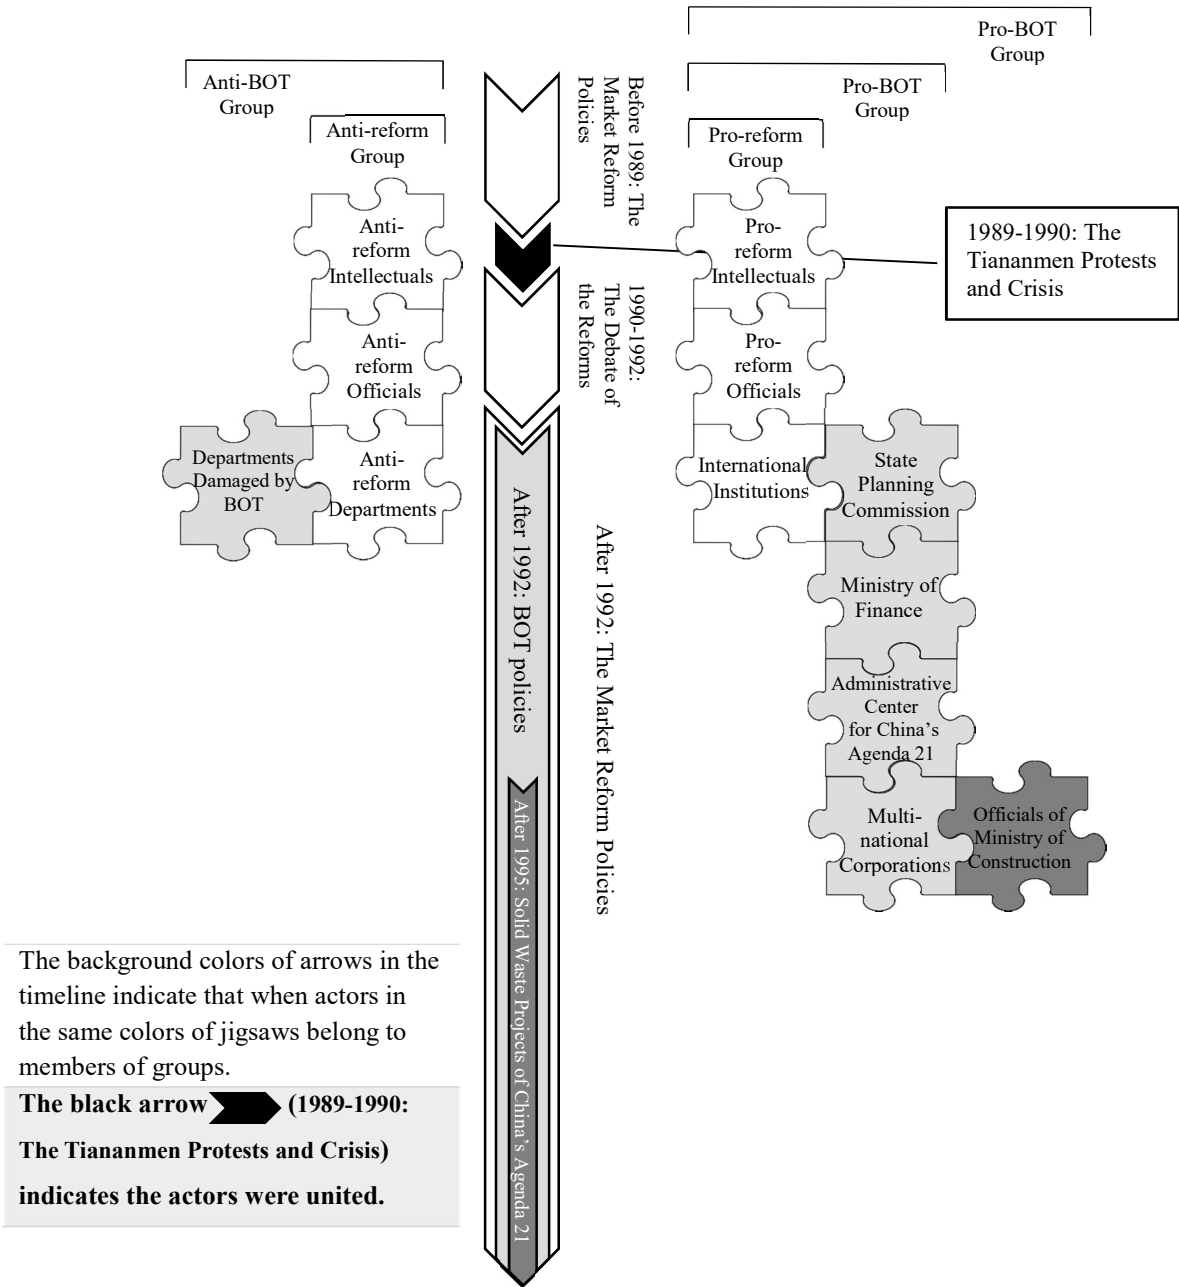 Pro-BOT
Group
Anti-BOT
Group
Pro-BOT
Group
Anti-reform
Group
Pro-reform
Group
Before 1989: The
Market Reform
Policies
Anti-
reform
Intellectuals
Pro-
reform
Intellectuals
1989-1990: The
Tiananmen Protests
and Crisis
1990-1992:
The Debate of
the Reforms
Anti-
reform
Officials
Pro-
reform
Officials
Departments
Damaged by
BOT
Anti-
reform
Departments
International
Institutions
State
Planning
Commission
After 1992: BOT policies
After 1992: The Market Reform Policies
Ministry of
Finance
Administrative
Center
for China’s
Agenda 21
Multi-
national
Corporations
Officials of
Ministry of
Construction
After 1995: Solid Waste Projects of China’s Agenda 21
The background colors of arrows in the
timeline indicate that when actors in
the same colors of jigsaws belong to
members of groups.
The black arrow (1989-1990:
The Tiananmen Protests and Crisis)
indicates the actors were united.